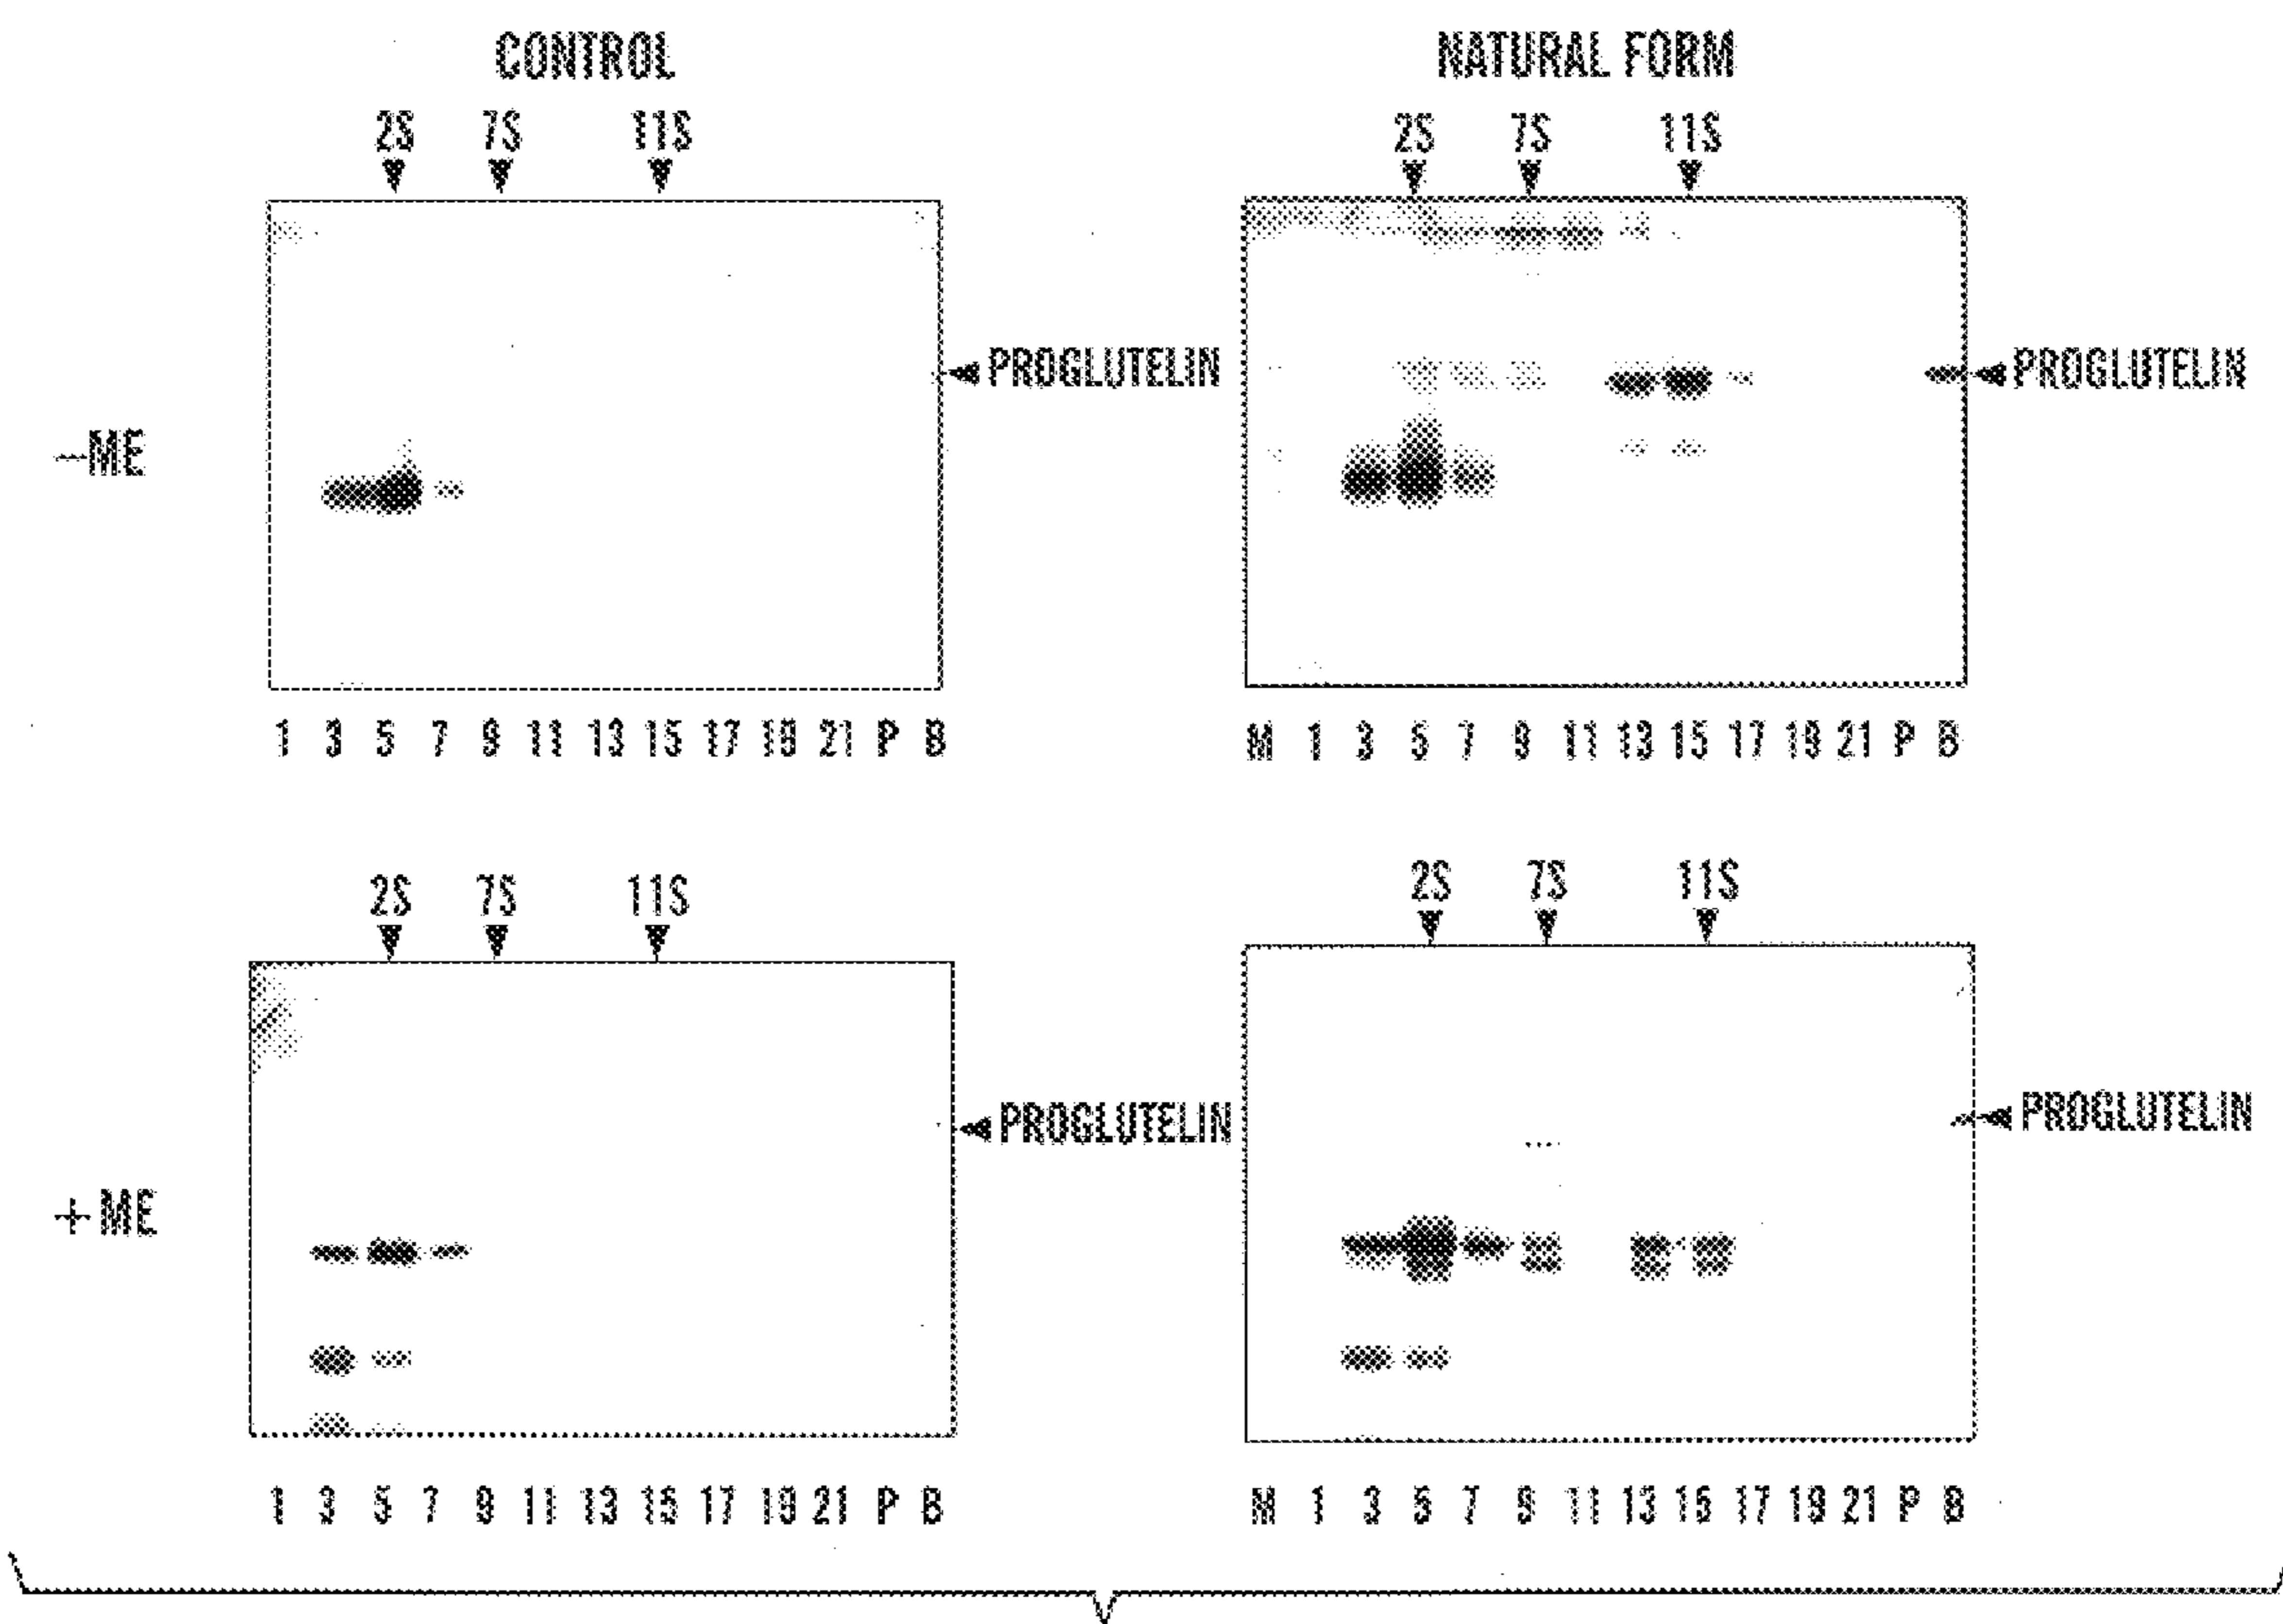 CONTROL
2S 7S 11S
PROGLUTELIN
−ME
1 3 5 7 9 11 13 15 17 19 21 P B
NATURAL FORM
2S 7S 11S
PROGLUTELIN
M 1 3 5 7 9 11 13 15 17 19 21 P B
2S 7S 11S
PROGLUTELIN
+ME
1 3 5 7 9 11 13 15 17 19 21 P B
2S 7S 11S
PROGLUTELIN
M 1 3 5 7 9 11 13 15 17 19 21 P B